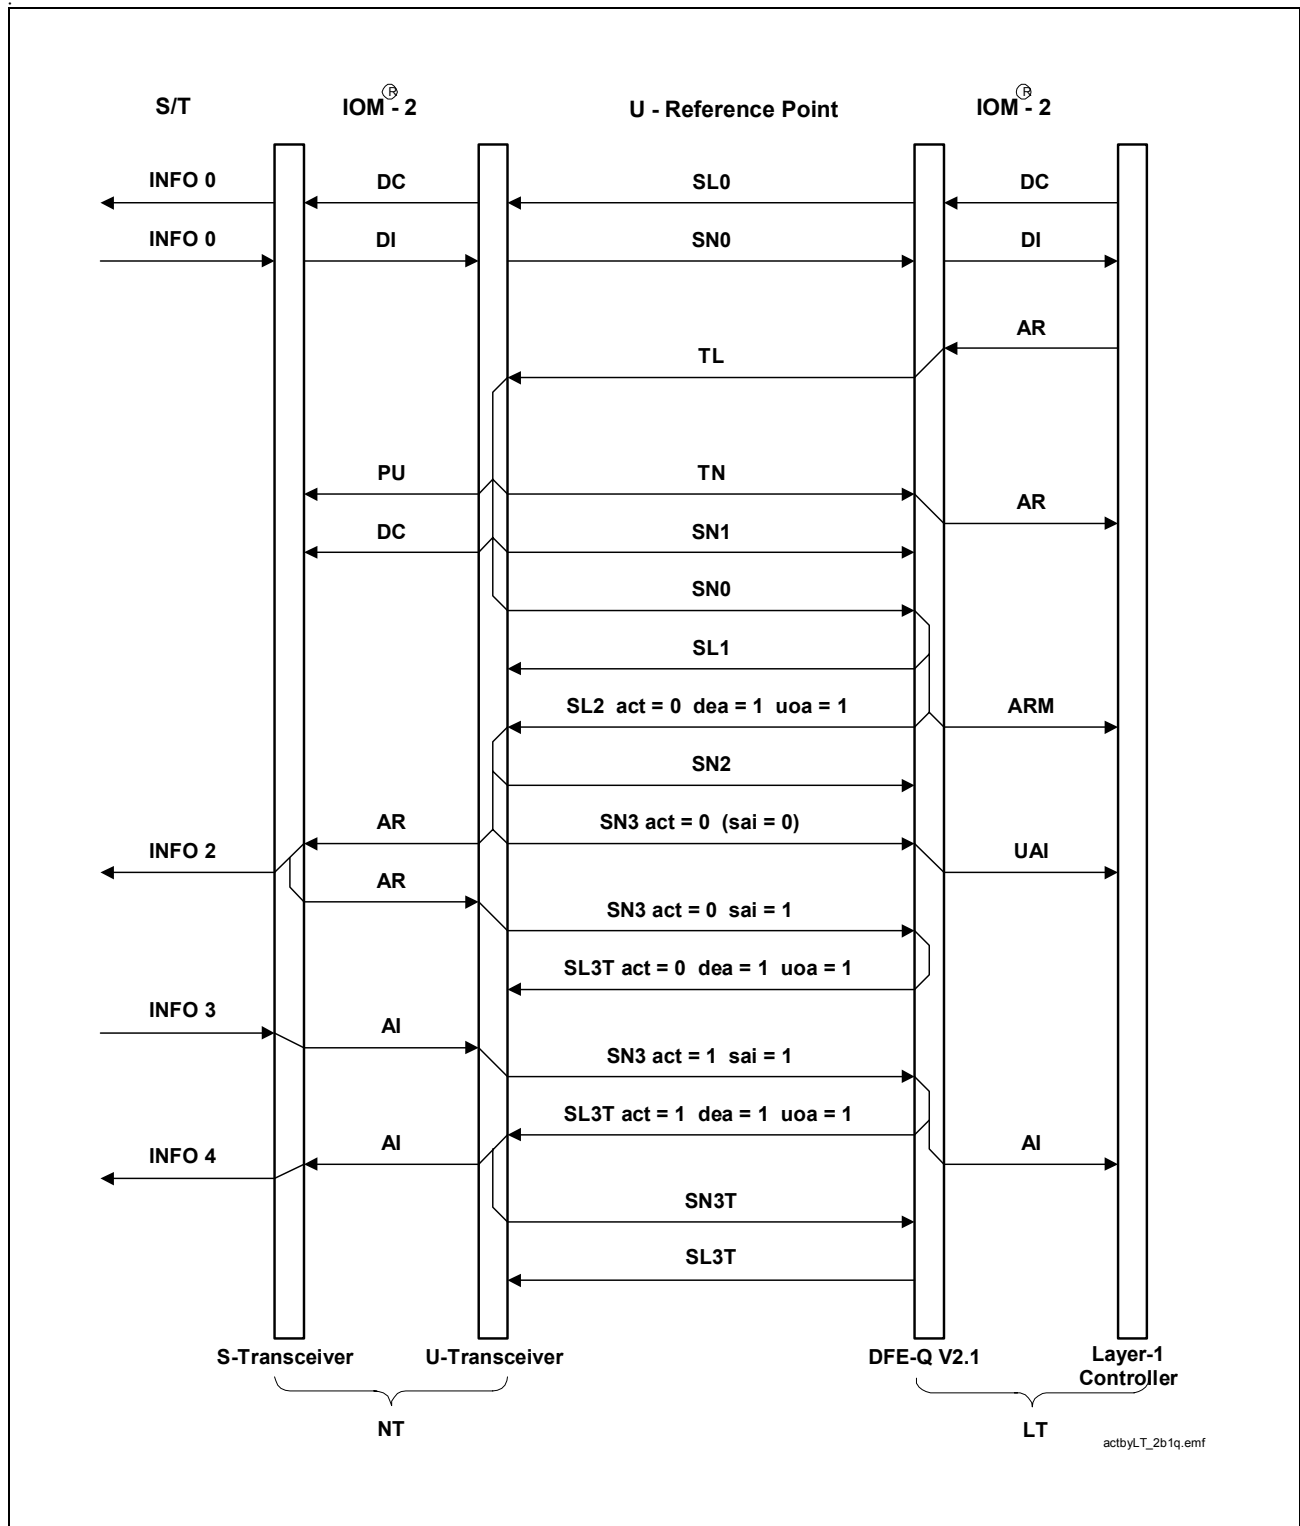 S/T IOM®- 2 U - Reference Point IOM®- 2
INFO 0 DC SL0 DC
INFO 0 DI SN0 DI
AR
TL
PU TN
AR
DC SN1
SN0
SL1
SL2 act = 0 dea = 1 uoa = 1 ARM
SN2
AR SN3 act = 0 (sai = 0)
INFO 2 UAI
AR
SN3 act = 0 sai = 1
SL3T act = 0 dea = 1 uoa = 1
INFO 3
AI
SN3 act = 1 sai = 1
SL3T act = 1 dea = 1 uoa = 1
AI AI
INFO 4
SN3T
SL3T
S-Transceiver U-Transceiver DFE-Q V2.1 Layer-1
Controller
NT LT
actbyLT_2b1q.emf